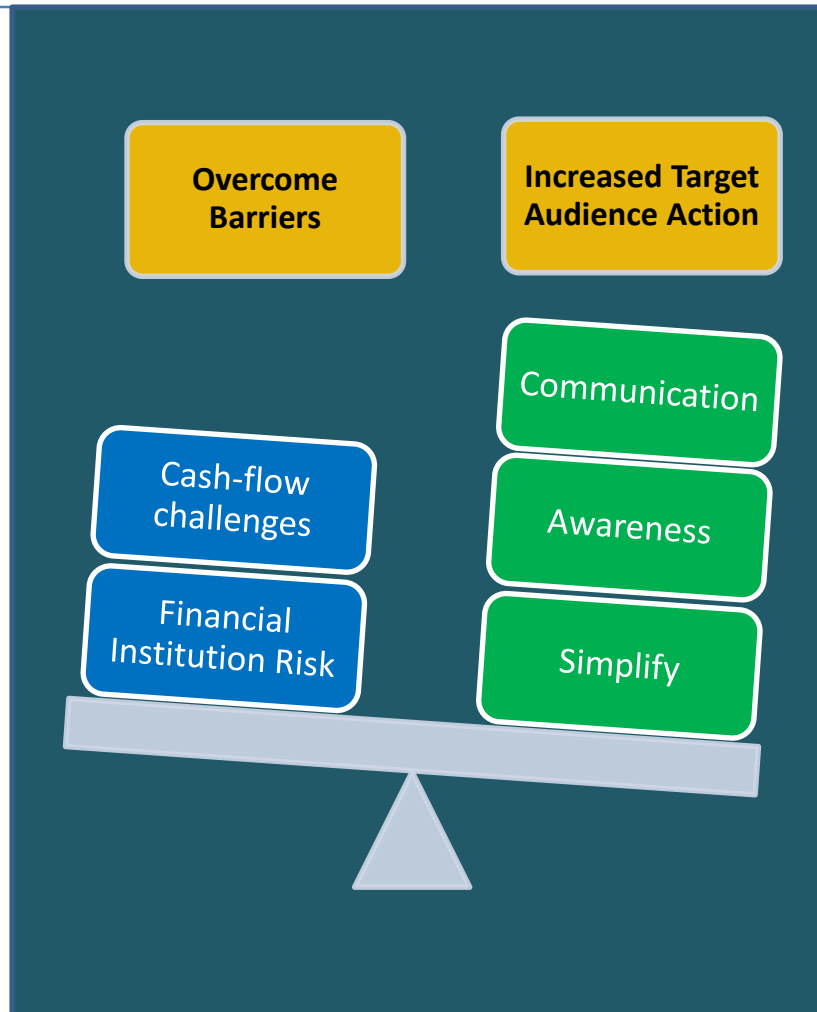 Overcome
Barriers
Increased Target
Audience Action
Cash-flow
challenges
Financial
Institution Risk
Communication
Awareness
Simplify